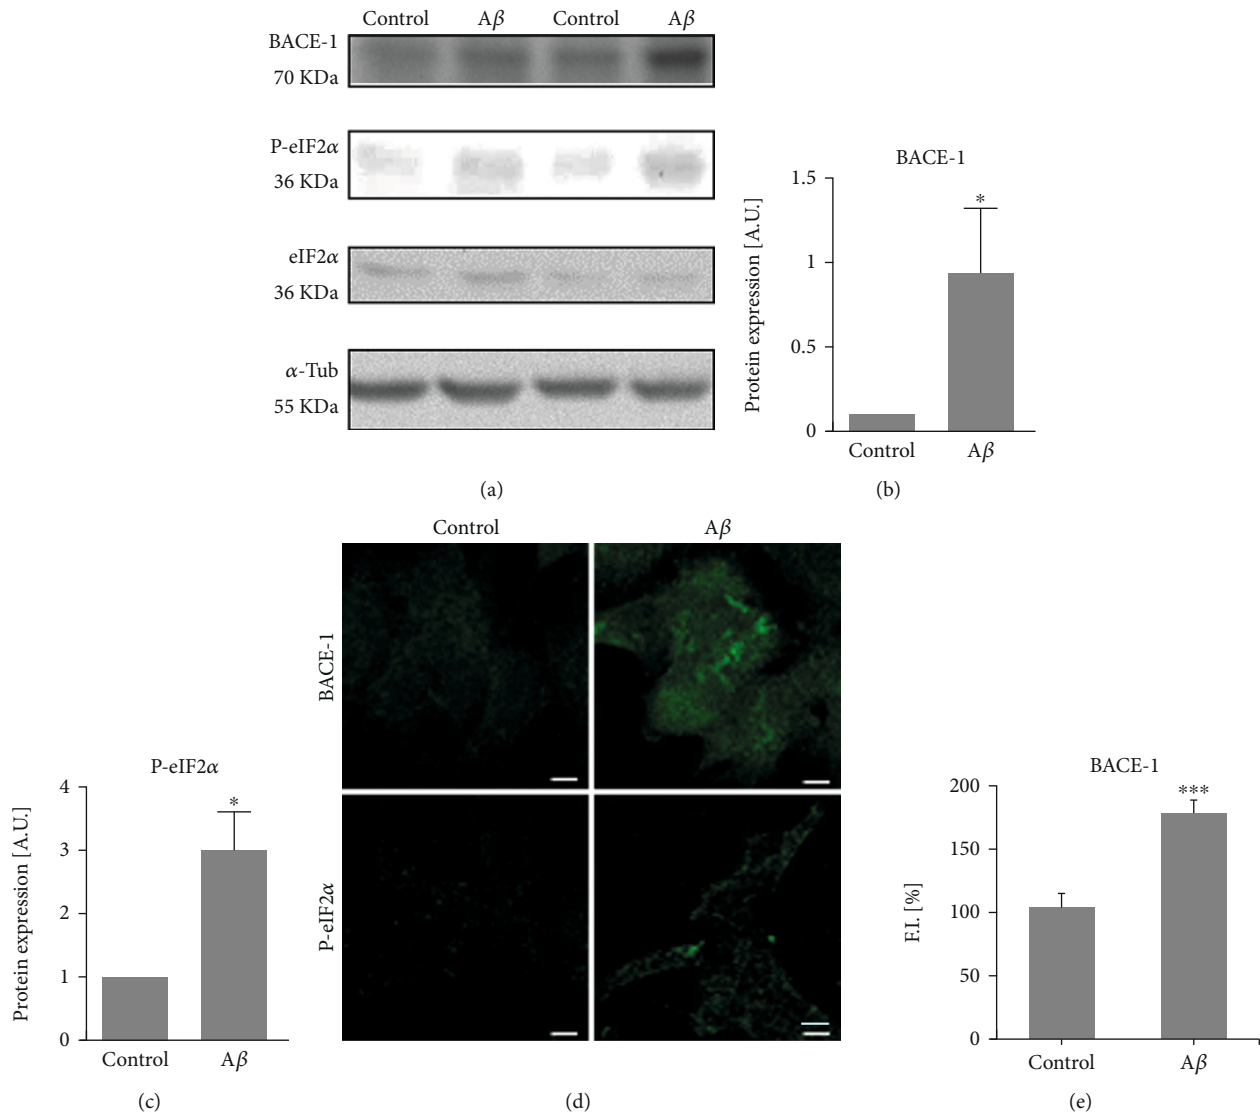 Control Aβ Control Aβ
BACE-1
70 KDa
P-eIF2α
36 KDa
eIF2α
36 KDa
α-Tub
55 KDa
(a)
BACE-1
Protein expression [A.U.]
1.5
1
0.5
0
*
Control Aβ
(b)
P-eIF2α
Protein expression [A.U.]
4
3
2
1
0
*
Control Aβ
(c)
Control Aβ
BACE-1
P-eIF2α
(d)
BACE-1
F.I. [%]
200
150
100
50
0
***
Control Aβ
(e)